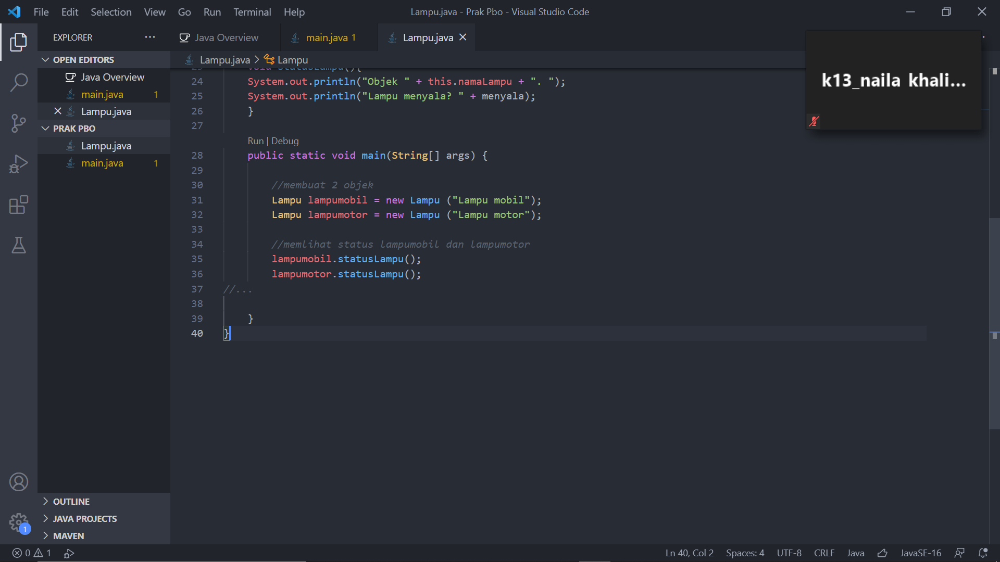 File Edit Selection View Go Run Terminal Help
Lampu.java - Prak Pbo - Visual Studio Code
EXPLORER
Java Overview
main.java 1
Lampu.java
OPEN EDITORS
Java Overview
main.java 1
Lampu.java
PRAK PBO
Lampu.java
main.java 1
Lampu.java > Lampu
k13_naila khali...
23 void statusLampu(){
24 System.out.println("Objek " + this.namaLampu + ". ");
25 System.out.println("Lampu menyala? " + menyala);
26 }
27
Run | Debug
28 public static void main(String[] args) {
29
30 //membuat 2 objek
31 Lampu lampumobil = new Lampu ("Lampu mobil");
32 Lampu lampumotor = new Lampu ("Lampu motor");
33
34 //memlihat status lampumobil dan lampumotor
35 lampumobil.statusLampu();
36 lampumotor.statusLampu();
37 //...
38
39 }
40 }
OUTLINE
JAVA PROJECTS
MAVEN
1
0 1
Ln 40, Col 2
Spaces: 4
UTF-8
CRLF
Java
JavaSE-16